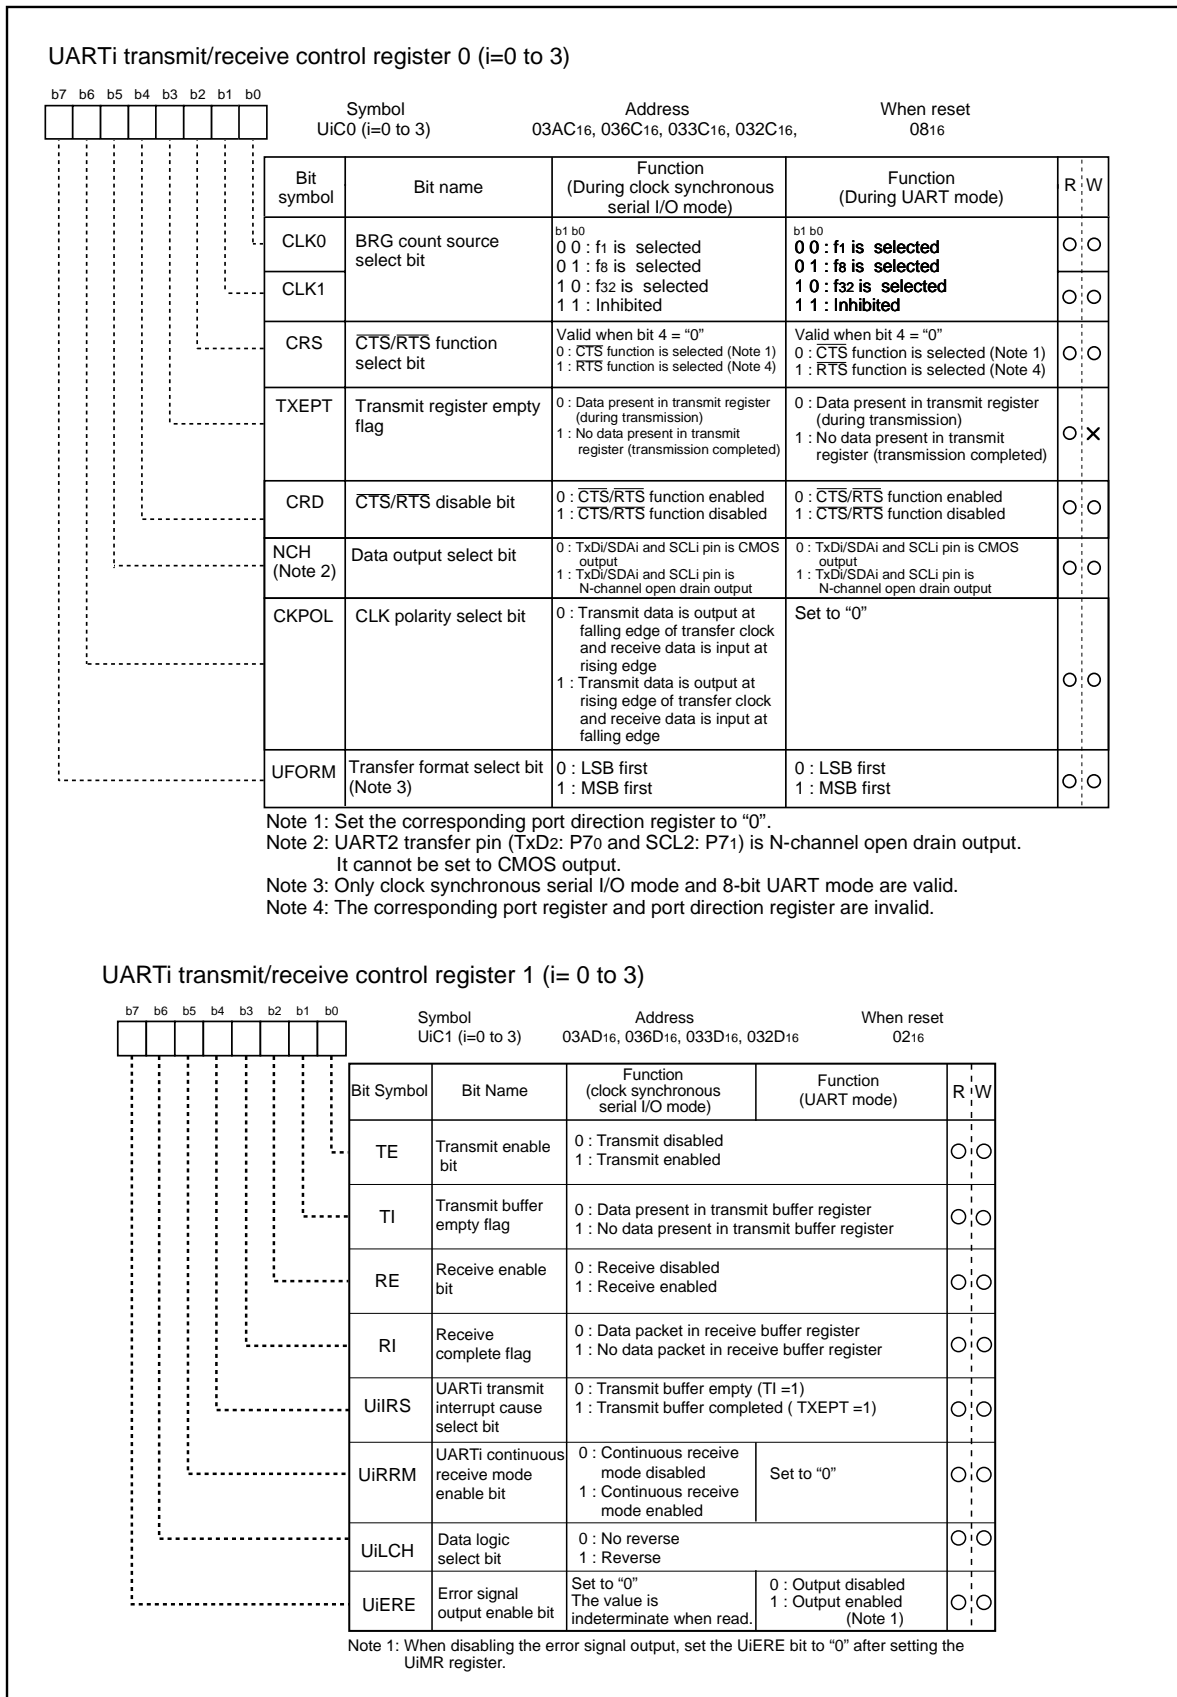 UARTi transmit/receive control register 0 (i=0 to 3)
b7 b6 b5 b4 b3 b2 b1 b0
Symbol Address When reset
UiC0 (i=0 to 3) 03AC16, 036C16, 033C16, 032C16, 0816
Bit symbol Bit name Function (During clock synchronous serial I/O mode) Function (During UART mode) R W
CLK0 BRG count source select bit
CLK1
b1 b0
0 0 : f1 is selected
0 1 : f8 is selected
1 0 : f32 is selected
1 1 : Inhibited
b1 b0
0 0 : f1 is selected
0 1 : f8 is selected
1 0 : f32 is selected
1 1 : Inhibited
CRS CTS/RTS function select bit
Valid when bit 4 = “0”
0 : CTS function is selected (Note 1)
1 : RTS function is selected (Note 4)
Valid when bit 4 = “0”
0 : CTS function is selected (Note 1)
1 : RTS function is selected (Note 4)
TXEPT Transmit register empty flag
0 : Data present in transmit register
(during transmission)
1 : No data present in transmit
register (transmission completed)
0 : Data present in transmit register
(during transmission)
1 : No data present in transmit
register (transmission completed)
CRD CTS/RTS disable bit
0 : CTS/RTS function enabled
1 : CTS/RTS function disabled
0 : CTS/RTS function enabled
1 : CTS/RTS function disabled
NCH (Note 2) Data output select bit
0 : TxDi/SDAi and SCLi pin is CMOS
output
1 : TxDi/SDAi and SCLi pin is
N-channel open drain output
0 : TxDi/SDAi and SCLi pin is CMOS
output
1 : TxDi/SDAi and SCLi pin is
N-channel open drain output
CKPOL CLK polarity select bit
0 : Transmit data is output at
falling edge of transfer clock
and receive data is input at
rising edge
1 : Transmit data is output at
rising edge of transfer clock
and receive data is input at
falling edge
Set to “0”
UFORM Transfer format select bit (Note 3)
0 : LSB first
1 : MSB first
0 : LSB first
1 : MSB first
Note 1: Set the corresponding port direction register to “0”.
Note 2: UART2 transfer pin (TxD2: P70 and SCL2: P71) is N-channel open drain output.
It cannot be set to CMOS output.
Note 3: Only clock synchronous serial I/O mode and 8-bit UART mode are valid.
Note 4: The corresponding port register and port direction register are invalid.
UARTi transmit/receive control register 1 (i= 0 to 3)
b7 b6 b5 b4 b3 b2 b1 b0
Symbol Address When reset
UiC1 (i=0 to 3) 03AD16, 036D16, 033D16, 032D16 0216
Bit Symbol Bit Name Function (clock synchronous serial I/O mode) Function (UART mode) R W
TE Transmit enable bit
0 : Transmit disabled
1 : Transmit enabled
TI Transmit buffer empty flag
0 : Data present in transmit buffer register
1 : No data present in transmit buffer register
RE Receive enable bit
0 : Receive disabled
1 : Receive enabled
RI Receive complete flag
0 : Data packet in receive buffer register
1 : No data packet in receive buffer register
UiIRS UARTi transmit interrupt cause select bit
0 : Transmit buffer empty (TI =1)
1 : Transmit buffer completed ( TXEPT =1)
UiRRM UARTi continuous receive mode enable bit
0 : Continuous receive
mode disabled
1 : Continuous receive
mode enabled
Set to “0”
UiLCH Data logic select bit
0 : No reverse
1 : Reverse
UiERE Error signal output enable bit
Set to “0”
The value is
indeterminate when read.
0 : Output disabled
1 : Output enabled
(Note 1)
Note 1: When disabling the error signal output, set the UiERE bit to “0” after setting the
UiMR register.